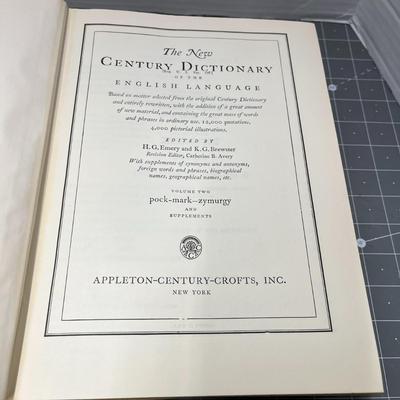 The New
CENTURY DICTIONARY
[Reg. U. S. Pat. Off.]
OF THE
ENGLISH LANGUAGE
Based on matter selected from the original Century Dictionary
and entirely rewritten, with the addition of a great amount
of new material, and containing the great mass of words
and phrases in ordinary use. 12,000 quotations.
4,000 pictorial illustrations.
EDITED BY
H. G. Emery and K. G. Brewster
Revision Editor, Catherine B. Avery
With supplements of synonyms and antonyms,
foreign words and phrases, biographical
names, geographical names, etc.
VOLUME TWO
pock-mark—zymurgy
AND
SUPPLEMENTS
APPLETON-CENTURY-CROFTS, INC.
NEW YORK